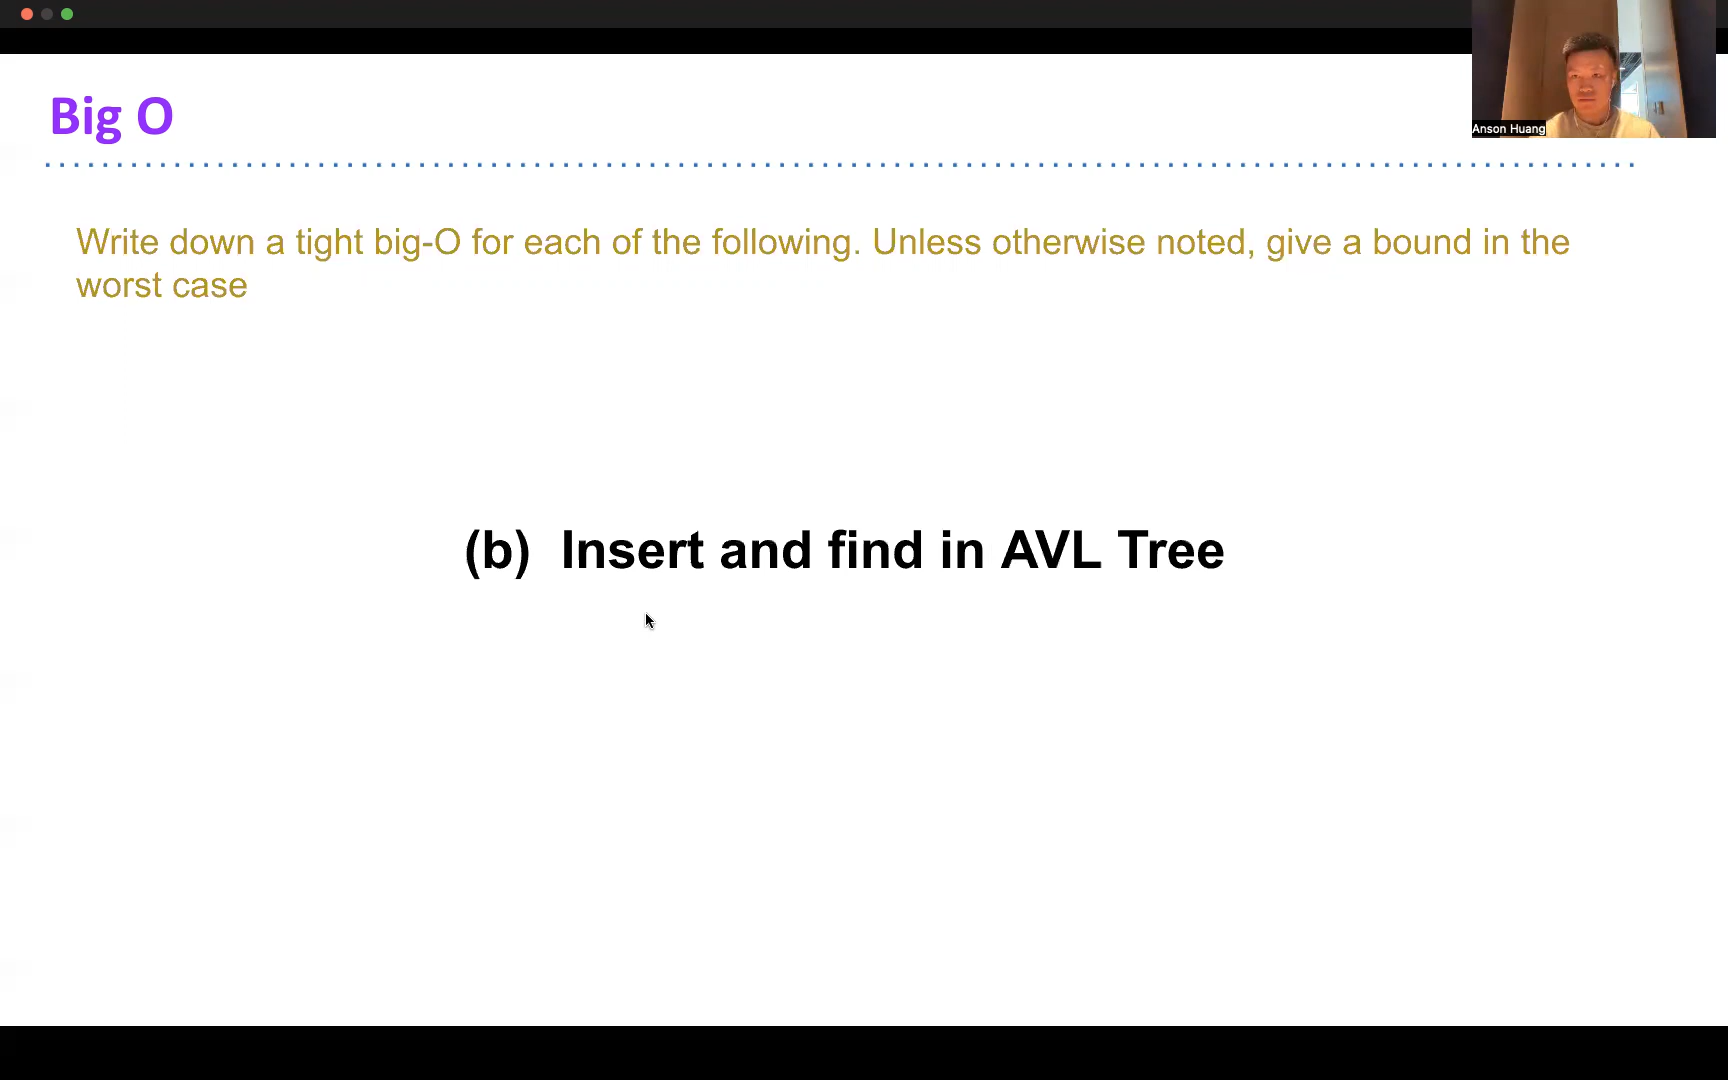 Big O
Anson Huang
Write down a tight big-O for each of the following. Unless otherwise noted, give a bound in the
worst case
(b) Insert and find in AVL Tree